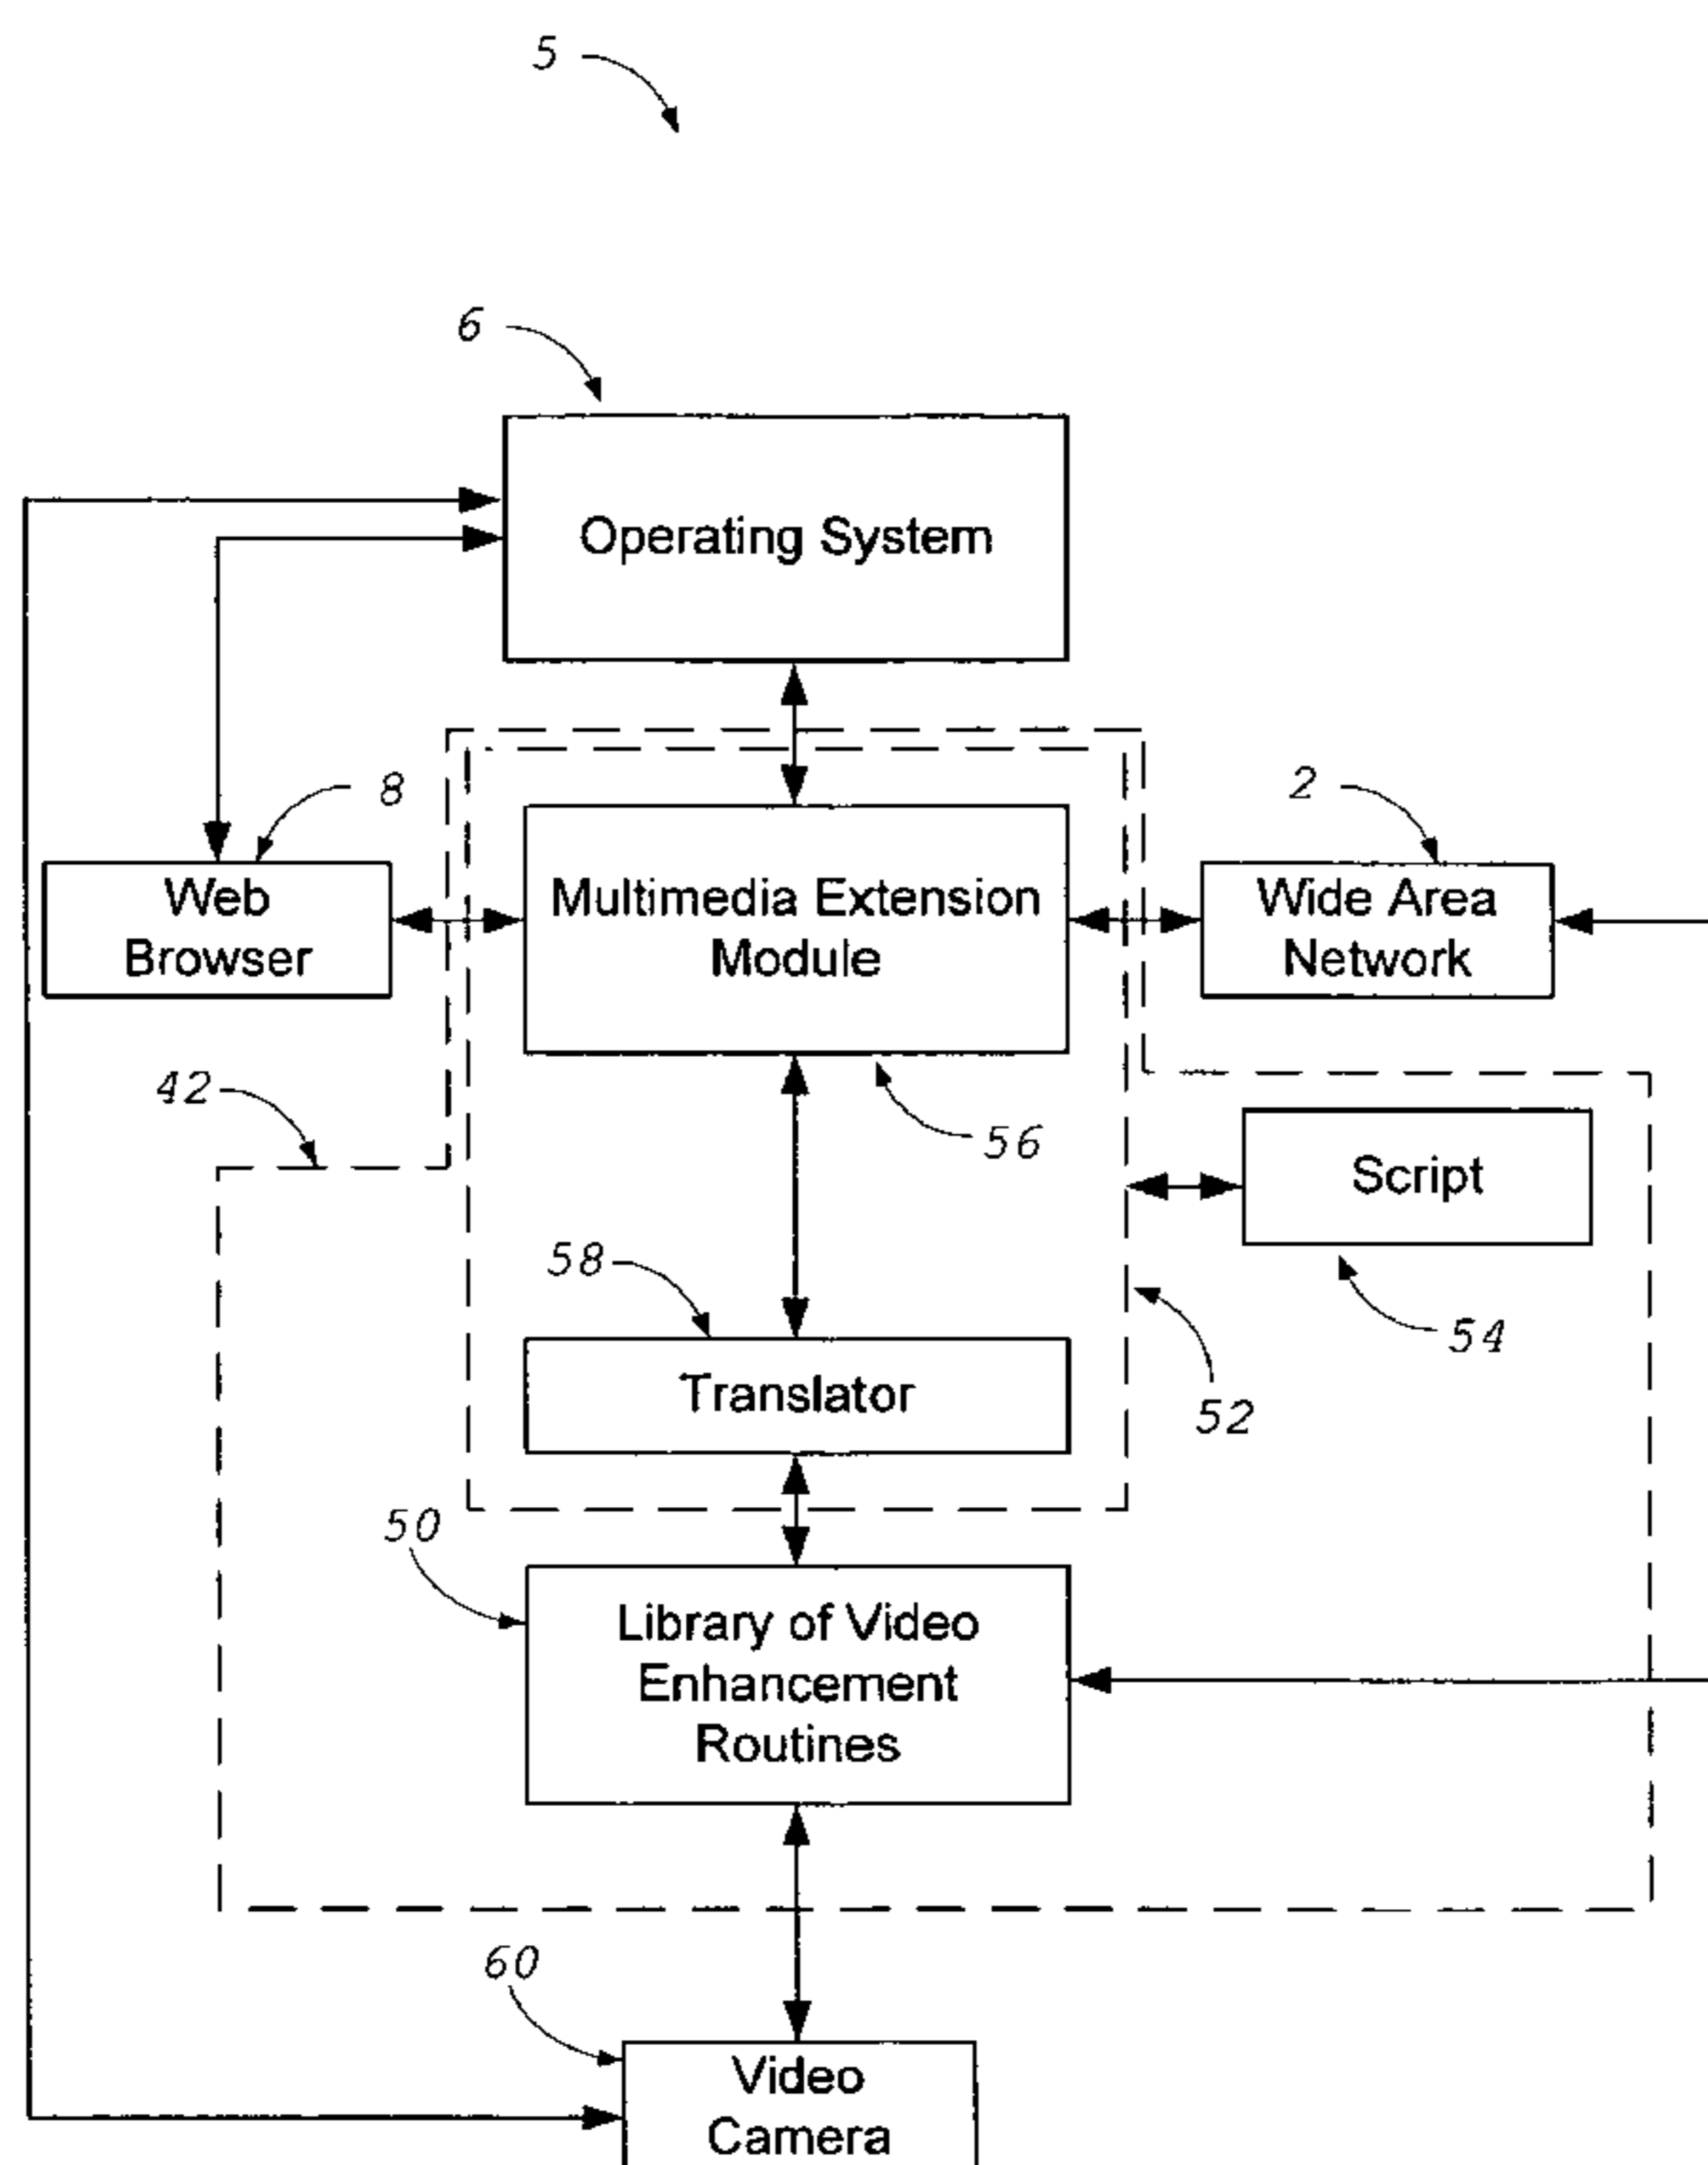 5
6
Operating System
8
2
Web
Browser
Multimedia Extension
Module
Wide Area
Network
42
56
Script
58
54
Translator
52
50
Library of Video
Enhancement
Routines
60
Video
Camera